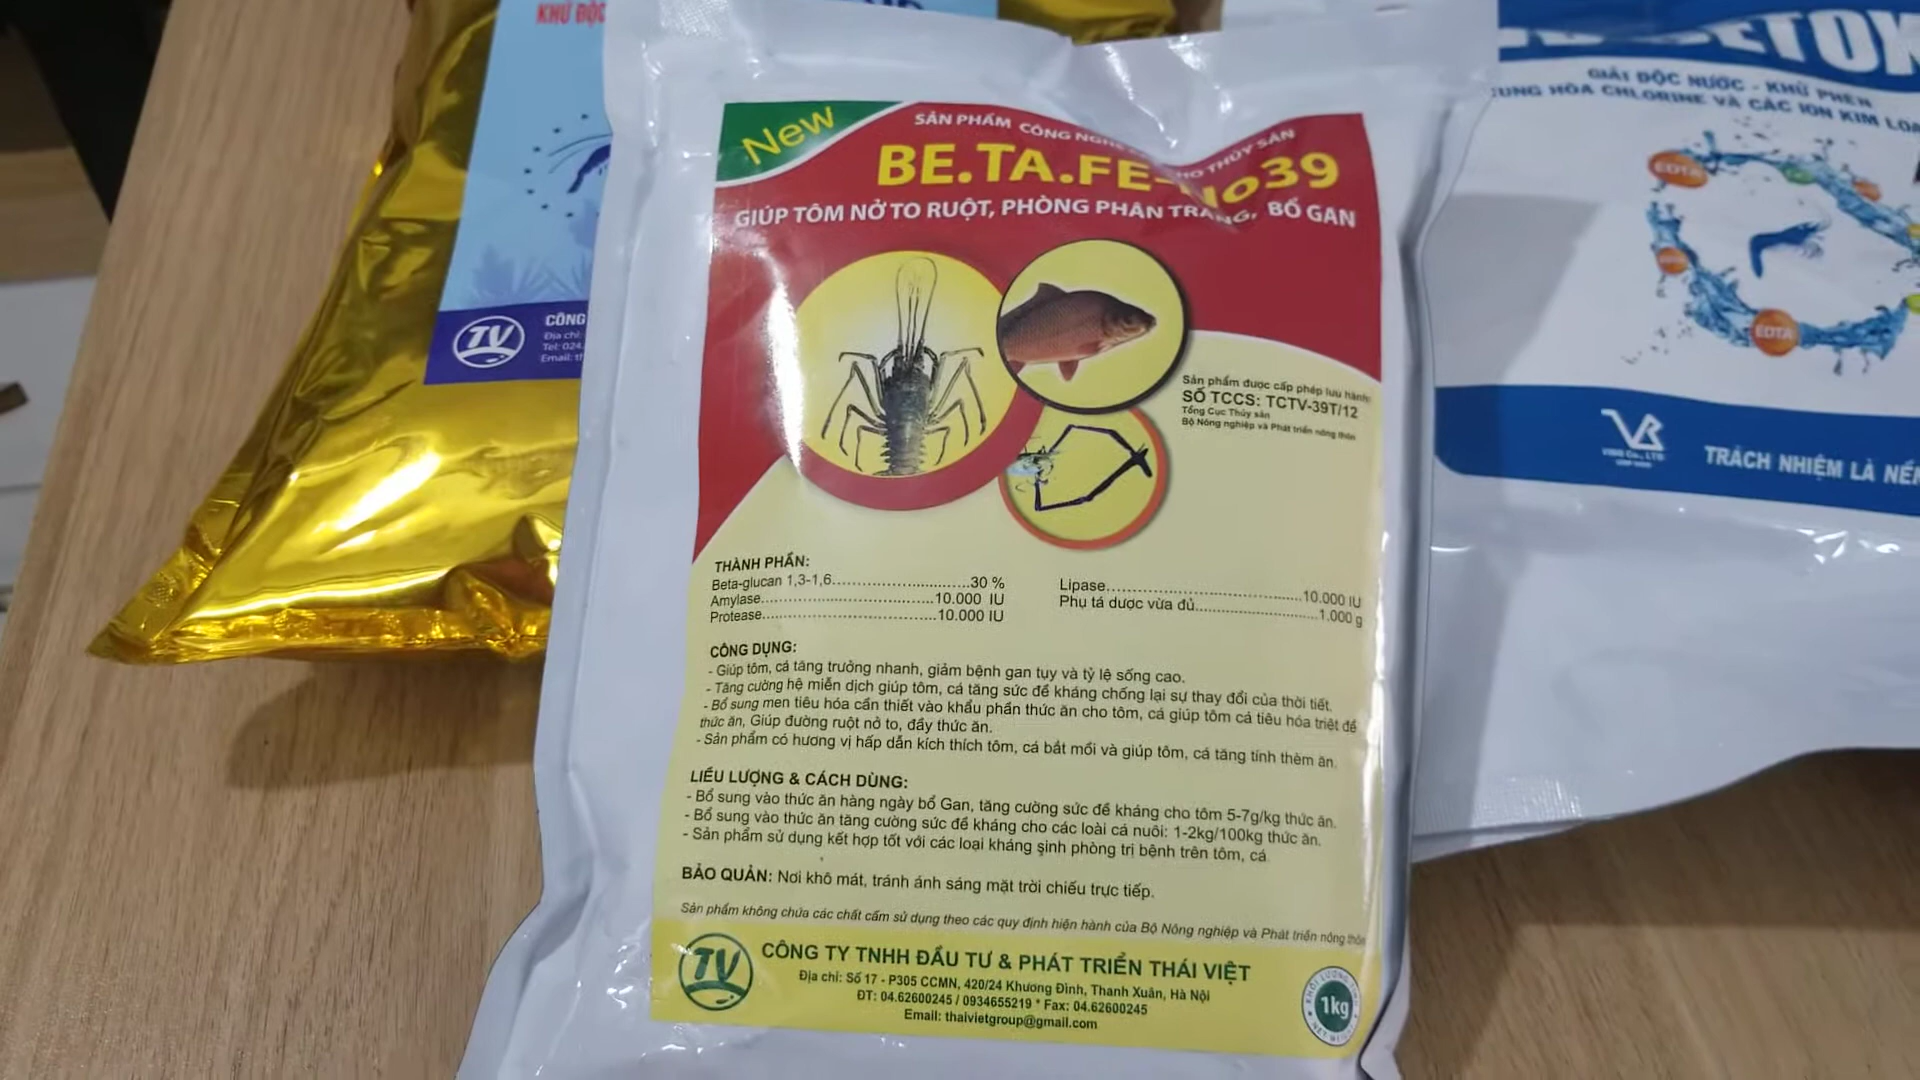 KHỬ ĐỘC
TV
CÔNG
Địa chỉ:
Tel: 024.
Email:
New
SẢN PHẨM CÔNG NGHỆ CHO THỦY SẢN
BE.TA.FE-No39
GIÚP TÔM NỞ TO RUỘT, PHÒNG PHÂN TRẮNG, BỔ GAN
Sản phẩm được cấp phép lưu hành
SỐ TCCS: TCTV-39T/12
Tổng Cục Thủy sản
Bộ Nông nghiệp và Phát triển nông thôn
THÀNH PHẦN:
Beta-glucan 1,3-1,6..........................30 %
Amylase..........................10.000 IU
Protease..........................10.000 IU
Lipase..........................10.000 IU
Phụ tá dược vừa đủ..........................1.000 g
CÔNG DỤNG:
- Giúp tôm, cá tăng trưởng nhanh, giảm bệnh gan tụy và tỷ lệ sống cao.
- Tăng cường hệ miễn dịch giúp tôm, cá tăng sức đề kháng chống lại sự thay đổi của thời tiết.
- Bổ sung men tiêu hóa cần thiết vào khẩu phần thức ăn cho tôm, cá giúp tôm cá tiêu hóa triệt để
thức ăn, Giúp đường ruột nở to, đầy thức ăn.
- Sản phẩm có hương vị hấp dẫn kích thích tôm, cá bắt mồi và giúp tôm, cá tăng tính thèm ăn.
LIỀU LƯỢNG & CÁCH DÙNG:
- Bổ sung vào thức ăn hàng ngày bổ Gan, tăng cường sức đề kháng cho tôm 5-7g/kg thức ăn.
- Bổ sung vào thức ăn tăng cường sức đề kháng cho các loài cá nuôi: 1-2kg/100kg thức ăn.
- Sản phẩm sử dụng kết hợp tốt với các loại kháng sinh phòng trị bệnh trên tôm, cá
BẢO QUẢN: Nơi khô mát, tránh ánh sáng mặt trời chiếu trực tiếp.
Sản phẩm không chứa các chất cấm sử dụng theo các quy định hiện hành của Bộ Nông nghiệp và Phát triển nông thôn
TV
CÔNG TY TNHH ĐẦU TƯ & PHÁT TRIỂN THÁI VIỆT
Địa chỉ: Số 17 - P305 CCMN, 420/24 Khương Đình, Thanh Xuân, Hà Nội
ĐT: 04.62600245 / 0934655219 * Fax: 04.62600245
Email: thaivietgroup@gmail.com
1kg
DETOX
GIẢI ĐỘC NƯỚC - KHỬ PHÈN
TRUNG HÒA CHLORINE VÀ CÁC ION KIM LOẠI
EDTA
EDTA
EDTA
TRÁCH NHIỆM LÀ NỀN